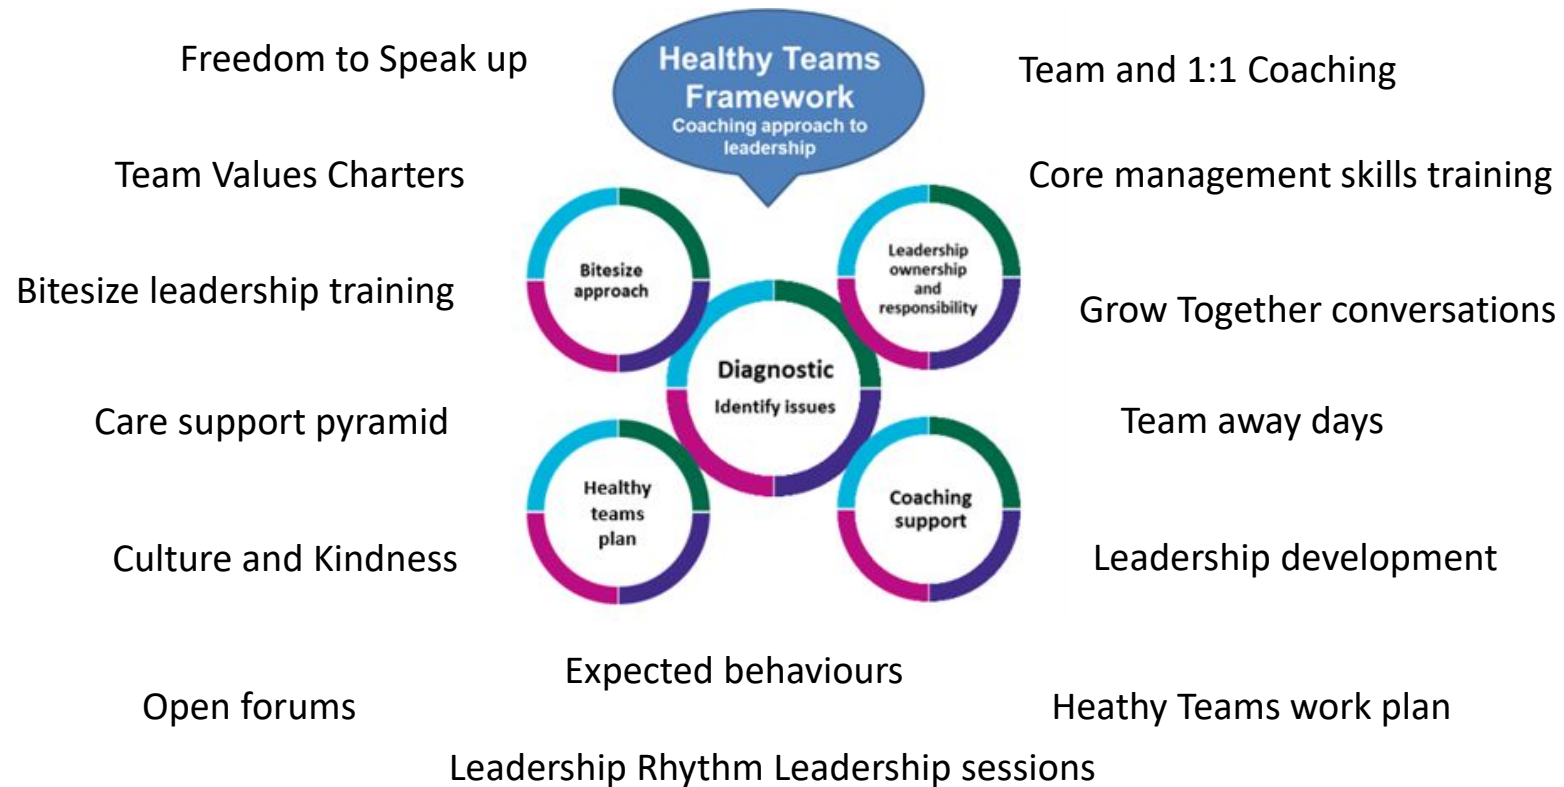 Freedom to Speak up
Healthy Teams
Framework
Coaching approach to
leadership
Team and 1:1 Coaching
Team Values Charters
Core management skills training
Bitesize
approach
Leadership
ownership
and
responsibility
Bitesize leadership training
Grow Together conversations
Diagnostic
Identify issues
Care support pyramid
Team away days
Healthy
teams
plan
Coaching
support
Culture and Kindness
Leadership development
Expected behaviours
Open forums
Heathy Teams work plan
Leadership Rhythm Leadership sessions